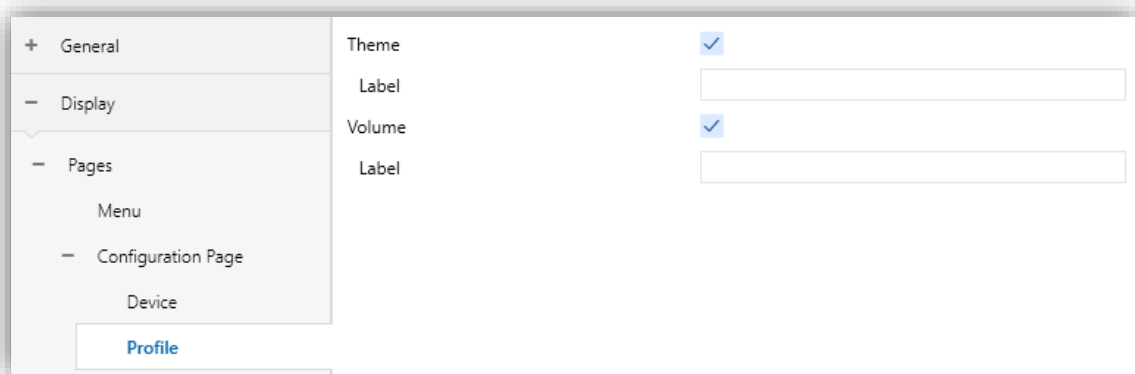 + General
− Display
− Pages
Menu
− Configuration Page
Device
Profile
Theme
Label
Volume
Label